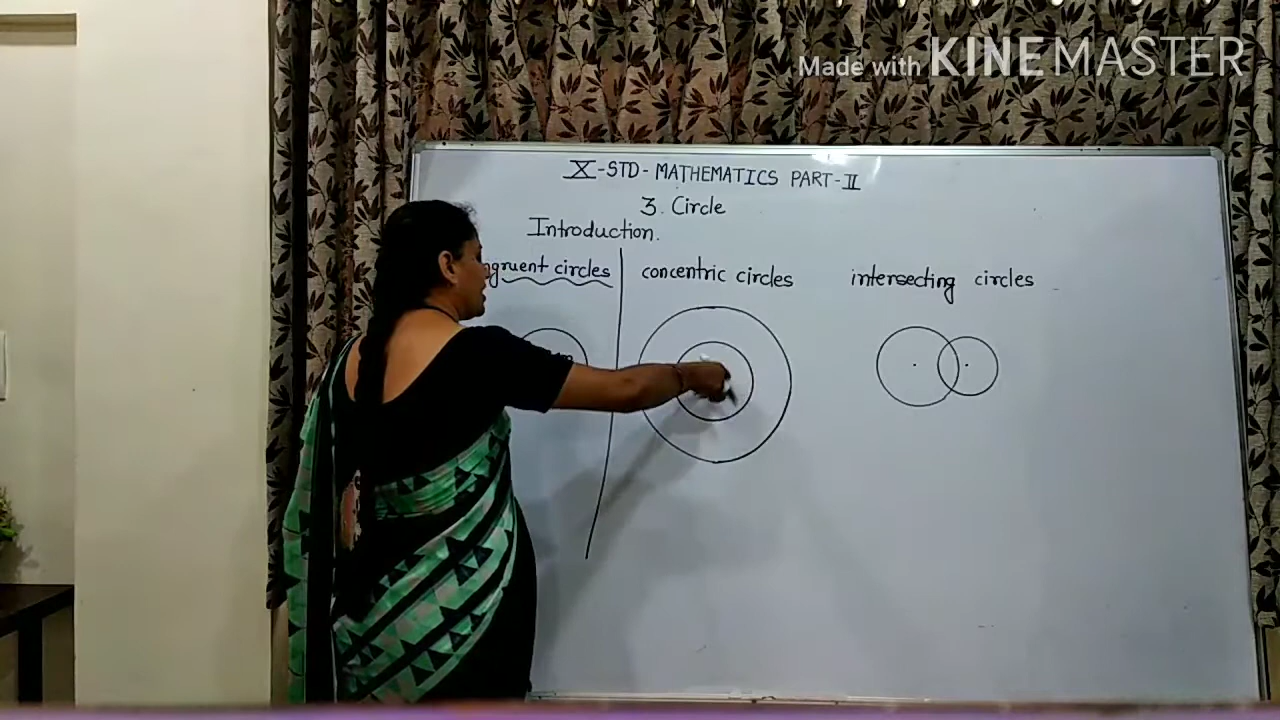 Made with KINEMASTER
X-STD- MATHEMATICS PART-II
3. Circle
Introduction.
circles concentric circles intersecting circles